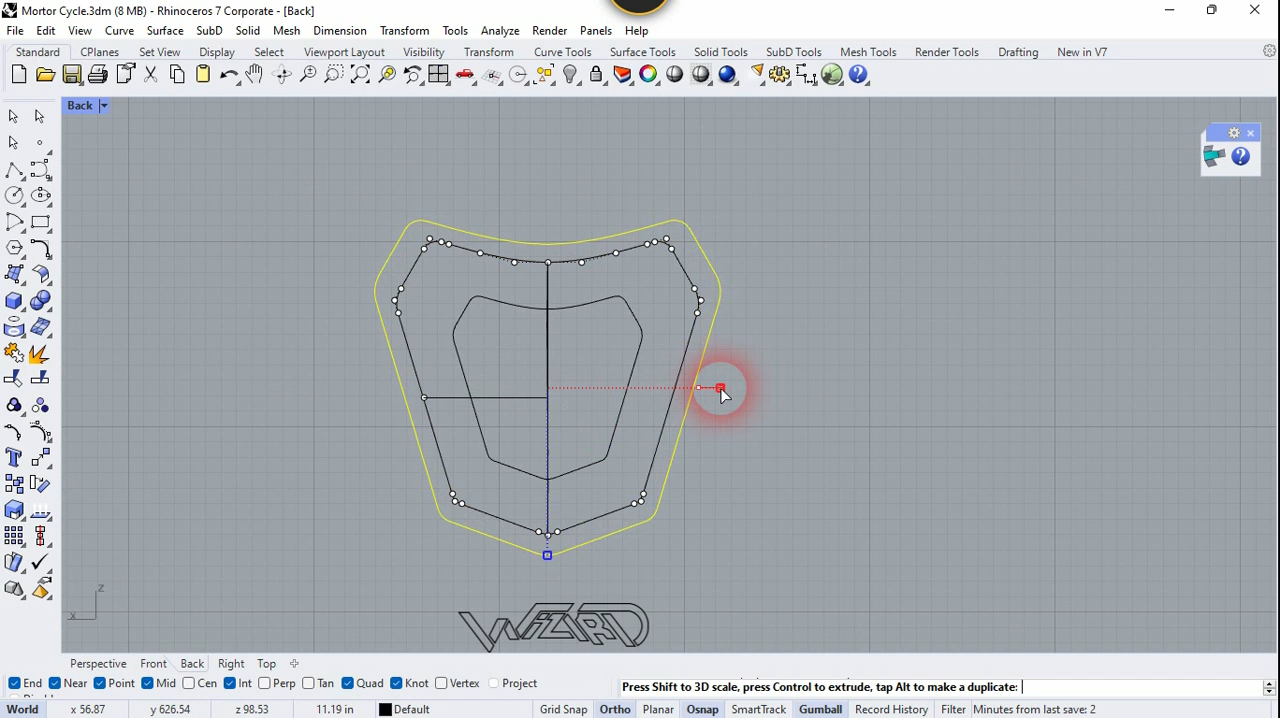 Mortor Cycle.3dm (8 MB) - Rhinoceros 7 Corporate - [Back]
File Edit View Curve Surface SubD Solid Mesh Dimension Transform Tools Analyze Render Panels Help
Standard CPlanes Set View Display Select Viewport Layout Visibility Transform Curve Tools Surface Tools Solid Tools SubD Tools Mesh Tools Render Tools Drafting New in V7
Back
z
x
WIZARD
Perspective Front Back Right Top
End Near Point Mid Cen Int Perp Tan Quad Knot Vertex Project
Press Shift to 3D scale, press Control to extrude, tap Alt to make a duplicate:
World x 56.87 y 626.54 z 98.53 11.19 in Default Grid Snap Ortho Planar Osnap SmartTrack Gumball Record History Filter Minutes from last save: 2